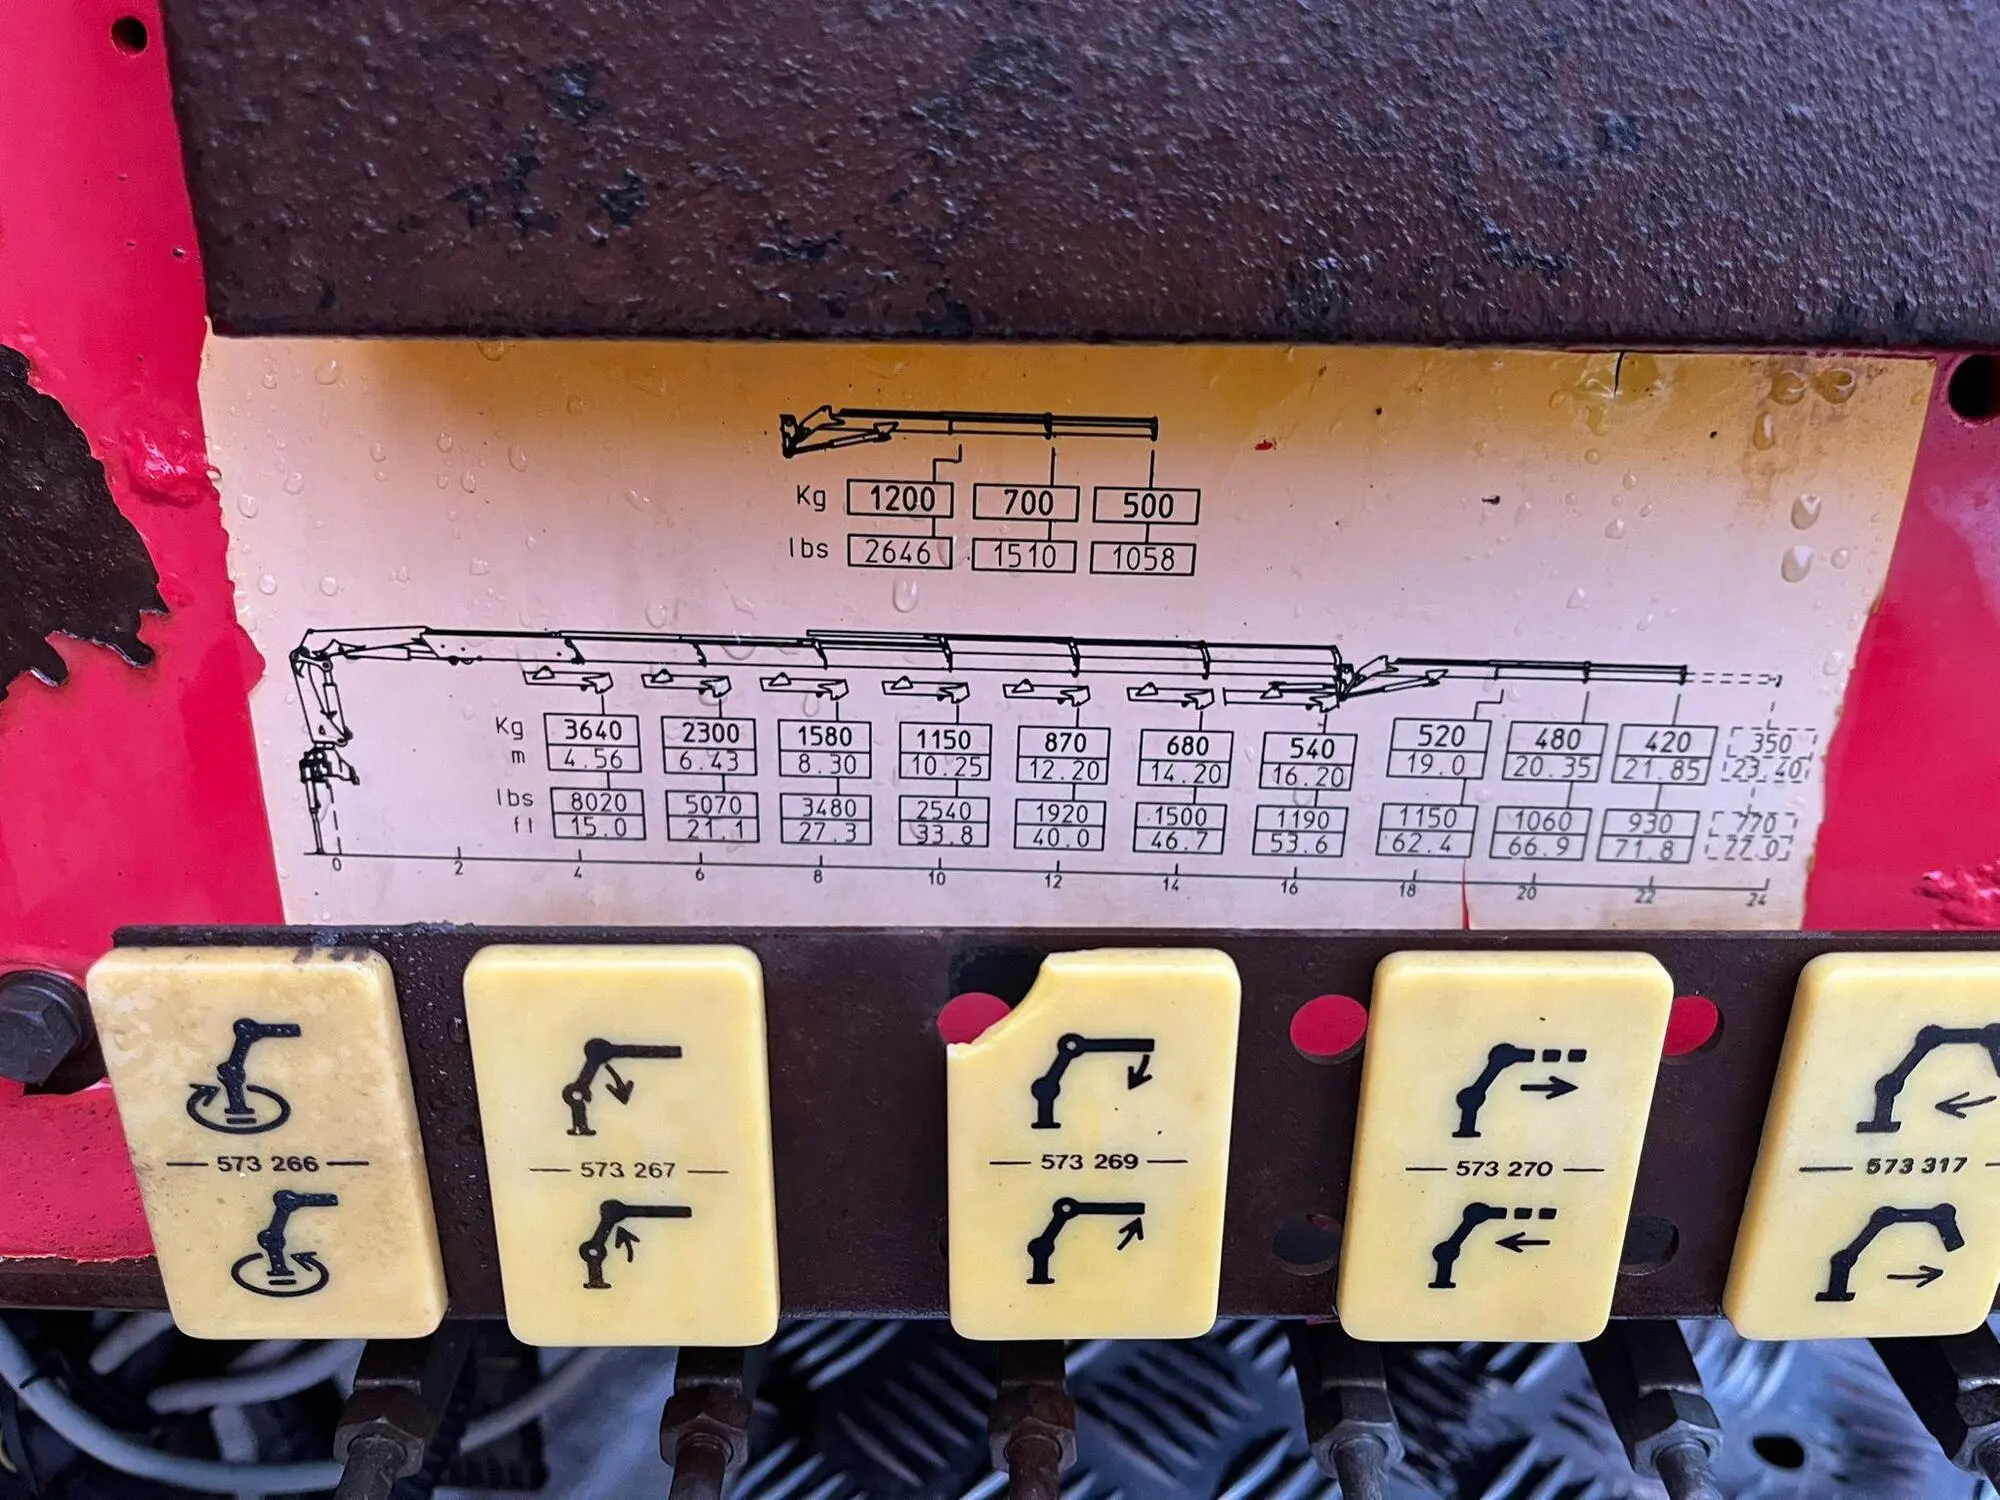 Kg 1200 700 500
lbs 2646 1510 1058
Kg 3640 2300 1580 1150 870 680 540 520 480 420 350
m 4.56 6.43 8.30 10.25 12.20 14.20 16.20 19.0 20.35 21.85 23.40
lbs 8020 5070 3480 2540 1920 1500 1190 1150 1060 930 770
ft 15.0 21.1 27.3 33.8 40.0 46.7 53.6 62.4 66.9 71.8
0 2 4 6 8 10 12 14 16 18 20 22 24
573 266
573 267
573 269
573 270
573 317